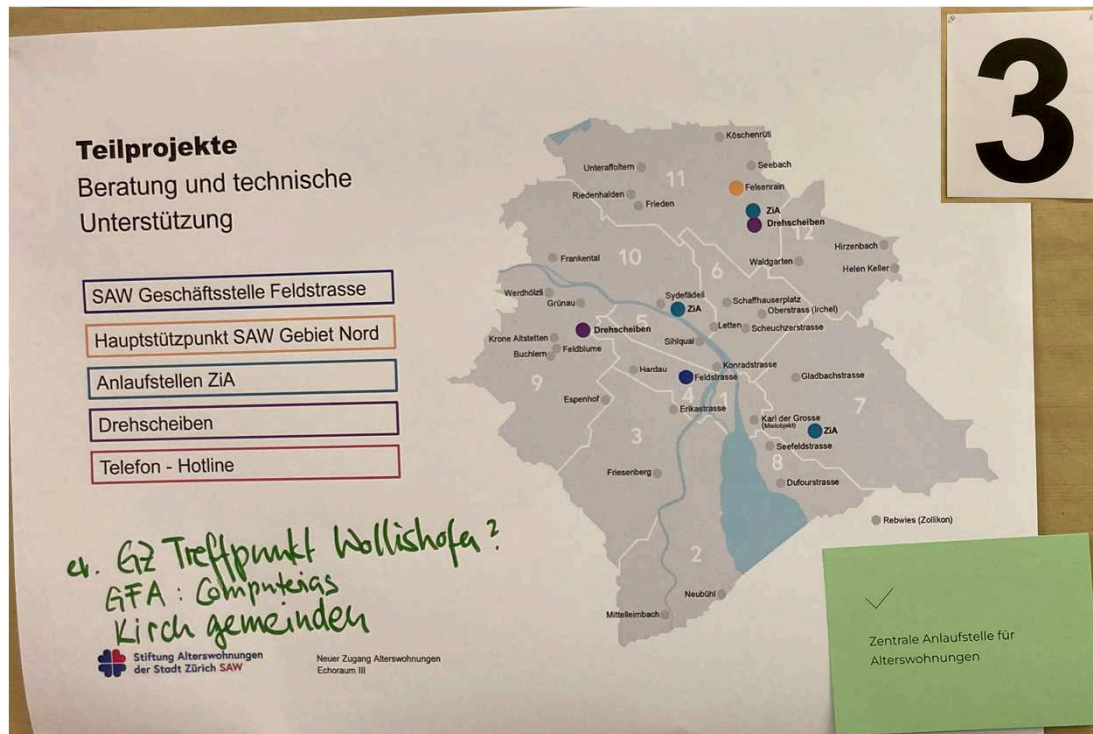 3
Teilprojekte
Beratung und technische
Unterstützung
SAW Geschäftsstelle Feldstrasse
Hauptstützpunkt SAW Gebiet Nord
Anlaufstellen ZiA
Drehscheiben
Telefon - Hotline
Köschenrüti
Unteraffoltern
Seebach
11
Felsenrain
Riedenhalden
Frieden
ZiA
Drehscheiben
12
Hirzenbach
Frankental
10
6
Waldgarten
Helen Keller
Werdhölzli
Grünau
Sydefädeli
ZiA
Schaffhauserplatz
Oberstrass (Irchel)
5
Drehscheiben
Letten
Scheuchzerstrasse
Krone Altstetten
Feldblume
Buchlern
Sihlquai
Hardau
Konradstrasse
Feldstrasse
Gladbachstrasse
9
4
1
7
Espenhof
Erikastrasse
Karl der Grosse
(Mietobjekt)
ZiA
3
Seefeldstrasse
8
Friesenberg
Dufourstrasse
Rebwies (Zollikon)
2
Neubühl
Mittelleimbach
ev. GZ Treffpunkt Wollishofen?
GFA: Computerias
Kirchgemeinden
Stiftung Alterswohnungen
der Stadt Zürich SAW
Neuer Zugang Alterswohnungen
Echoraum III
Zentrale Anlaufstelle für
Alterswohnungen